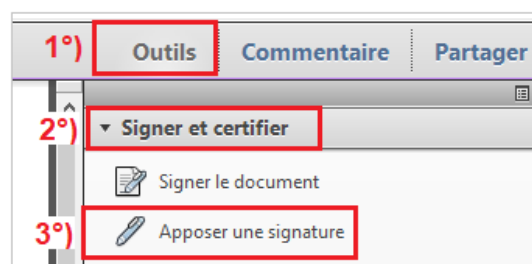 1°) Outils Commentaire Partager
2°) Signer et certifier
Signer le document
3°) Apposer une signature